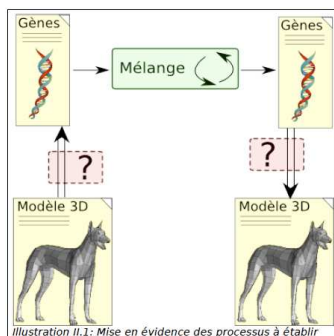 Gènes
Mélange
Gènes
?
?
Modèle 3D
Modèle 3D
Illustration II.1: Mise en évidence des processus à établir